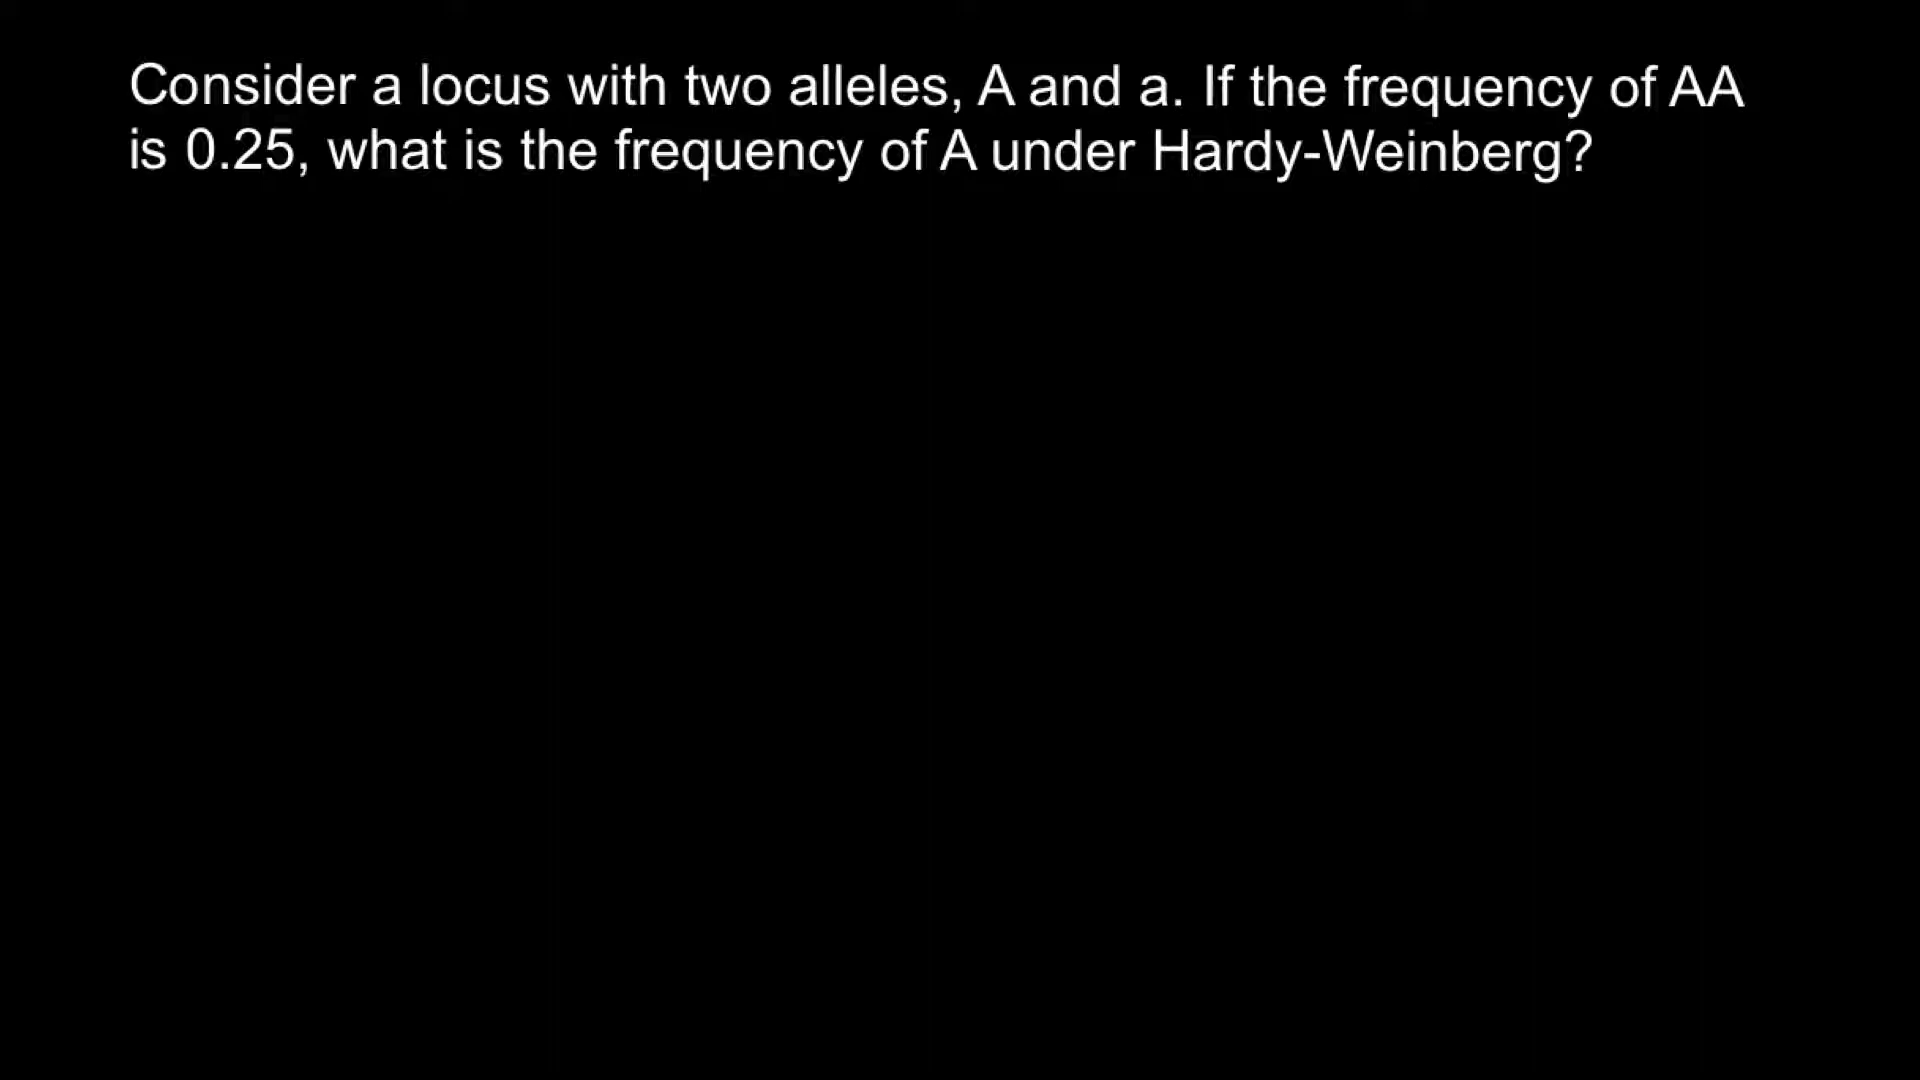 Consider a locus with two alleles, A and a. If the frequency of AA
is 0.25, what is the frequency of A under Hardy-Weinberg?